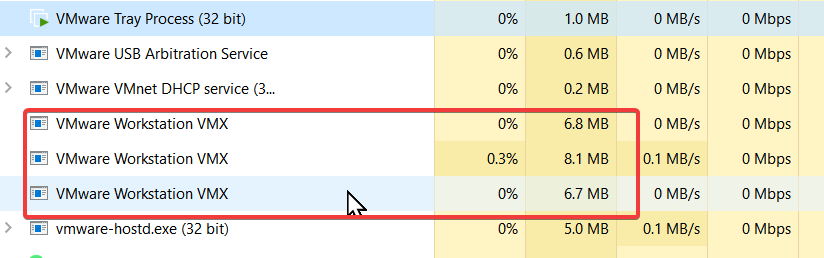 VMware Tray Process (32 bit) 0% 1.0 MB 0 MB/s 0 Mbps
VMware USB Arbitration Service 0% 0.6 MB 0 MB/s 0 Mbps
VMware VMnet DHCP service (3... 0% 0.2 MB 0 MB/s 0 Mbps
VMware Workstation VMX 0% 6.8 MB 0 MB/s 0 Mbps
VMware Workstation VMX 0.3% 8.1 MB 0.1 MB/s 0 Mbps
VMware Workstation VMX 0% 6.7 MB 0 MB/s 0 Mbps
vmware-hostd.exe (32 bit) 0% 5.0 MB 0.1 MB/s 0 Mbps